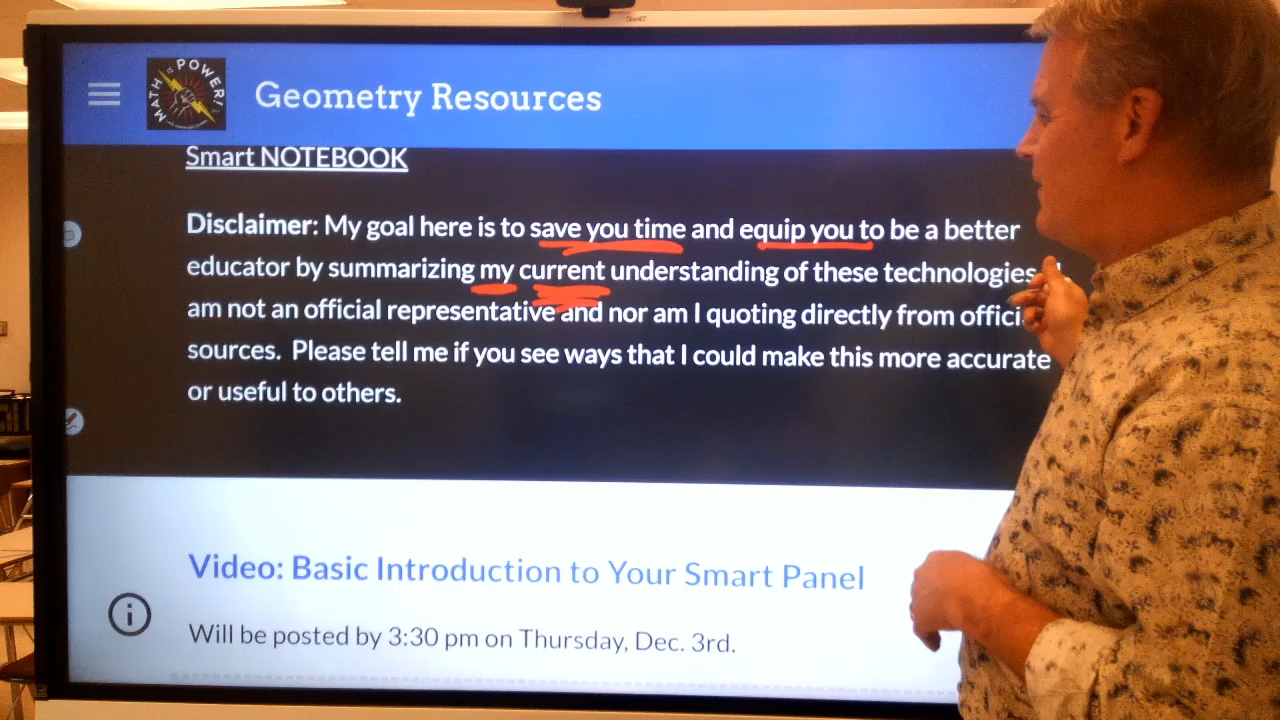 SMART
MATH IS POWER!
Geometry Resources
Smart NOTEBOOK
Disclaimer: My goal here is to save you time and equip you to be a better
educator by summarizing my current understanding of these technologies
am not an official representative and nor am I quoting directly from offici
sources. Please tell me if you see ways that I could make this more accurate
or useful to others.
Video: Basic Introduction to Your Smart Panel
Will be posted by 3:30 pm on Thursday, Dec. 3rd.